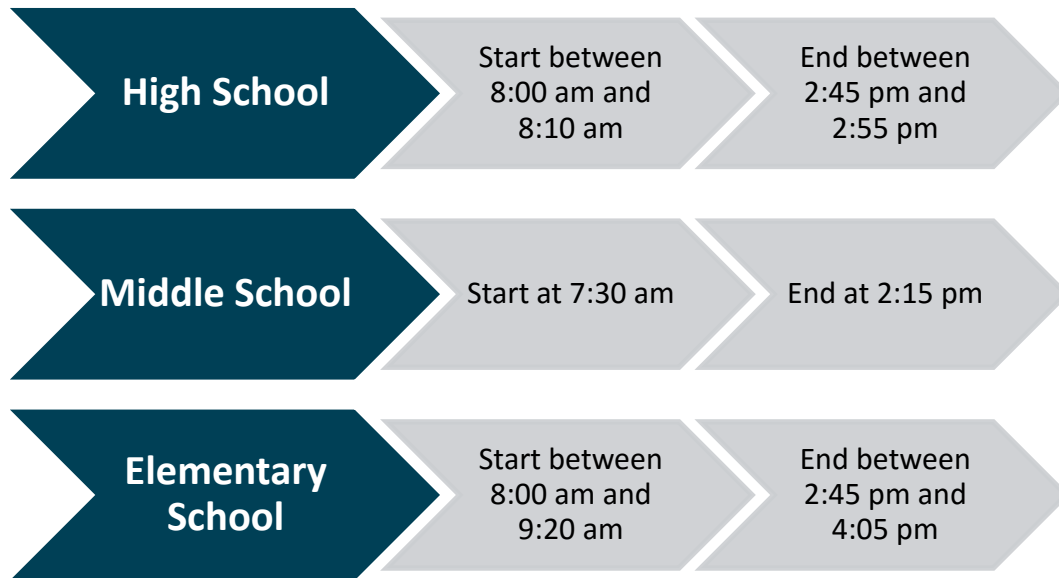 High School
Start between
8:00 am and
8:10 am
End between
2:45 pm and
2:55 pm
Middle School
Start at 7:30 am
End at 2:15 pm
Elementary
School
Start between
8:00 am and
9:20 am
End between
2:45 pm and
4:05 pm